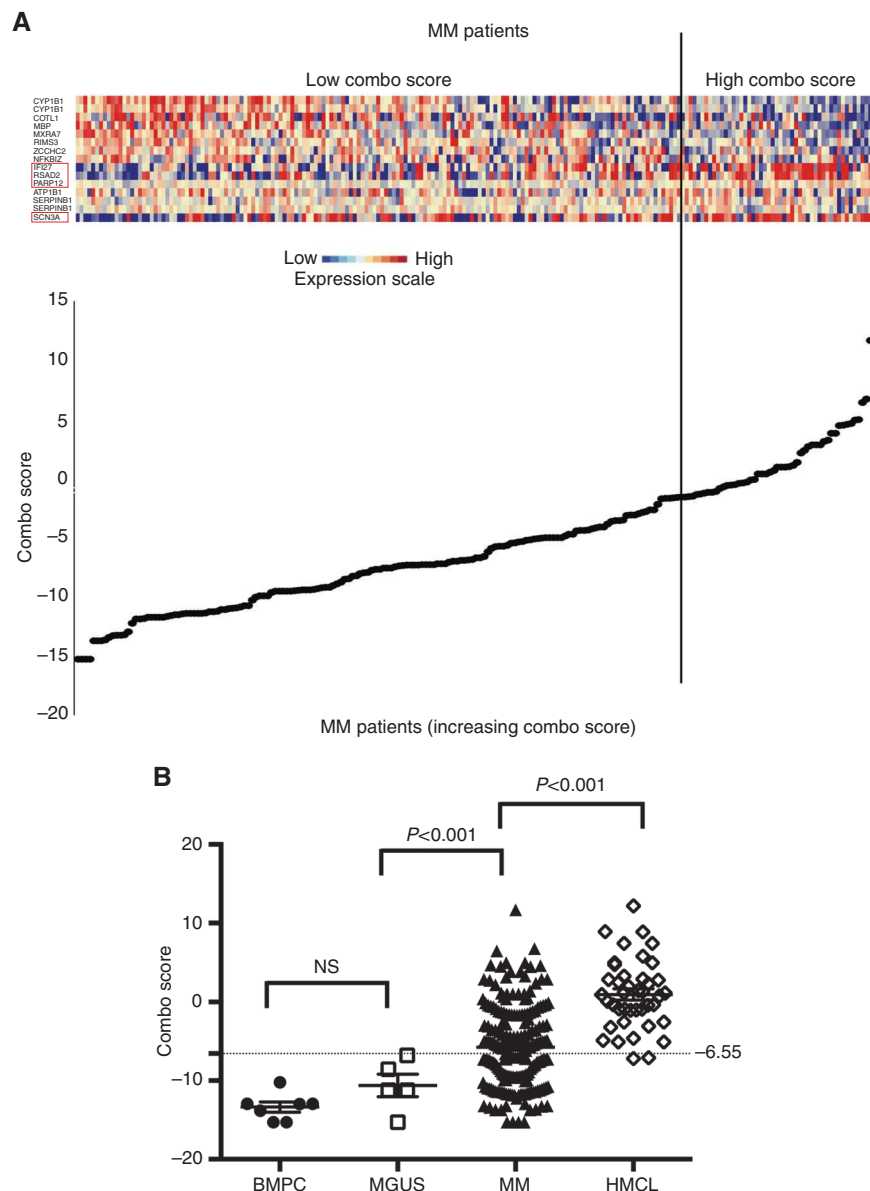 A
MM patients
Low combo score
High combo score
CYP1B1
CYP1B1
COTL1
MBP
MXRA7
RIMS3
ZCCHC2
NFKBIZ
IFI27
RSAD2
PARP12
ATP1B1
SERPINB1
SERPINB1
SCN3A
Low High
Expression scale
15
10
5
0
−5
−10
−15
−20
Combo score
MM patients (increasing combo score)
B
P<0.001
P<0.001
NS
20
10
0
−10
−20
Combo score
−6.55
BMPC MGUS MM HMCL